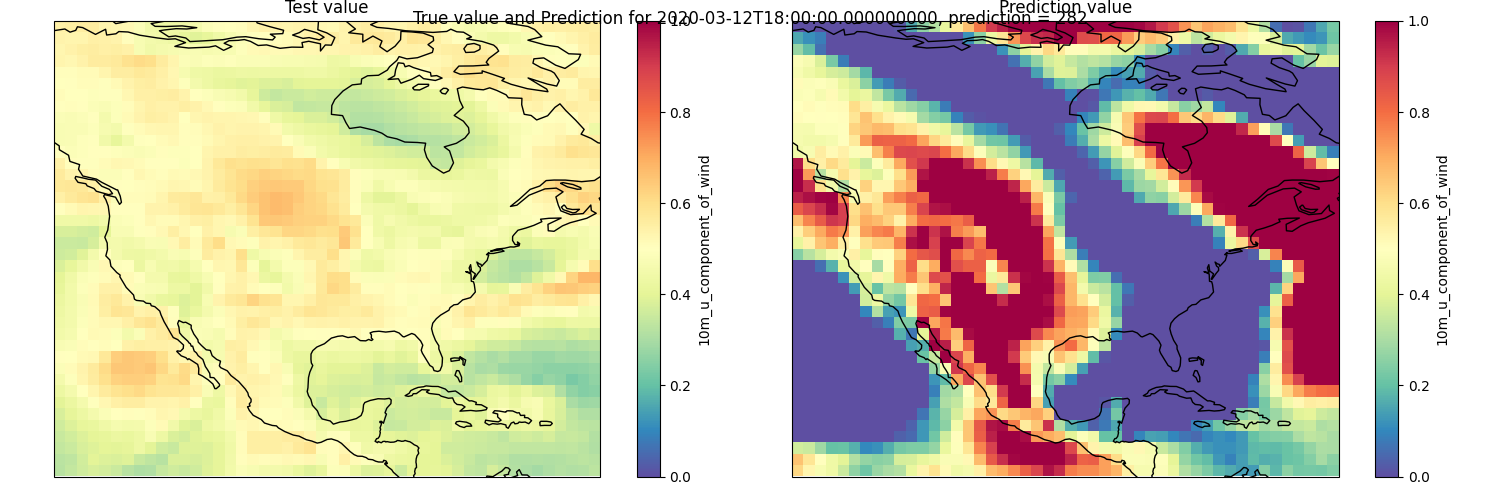 Test value
Prediction value
True value and Prediction for 2020-03-12T18:00:00.000000000, prediction = 282
1.0
0.8
0.6
0.4
0.2
0.0
10m_u_component_of_wind
1.0
0.8
0.6
0.4
0.2
0.0
10m_u_component_of_wind